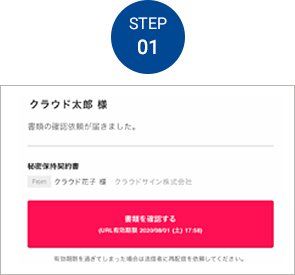 STEP
01
クラウド太郎 様
書類の確認依頼が届きました。
秘密保持契約書
From クラウド花子 様 クラウドサイン株式会社
書類を確認する
(URL有効期限 2020/08/01 (土) 17:58)
有効期限を過ぎてしまった場合は送信者に再配信を依頼してください。